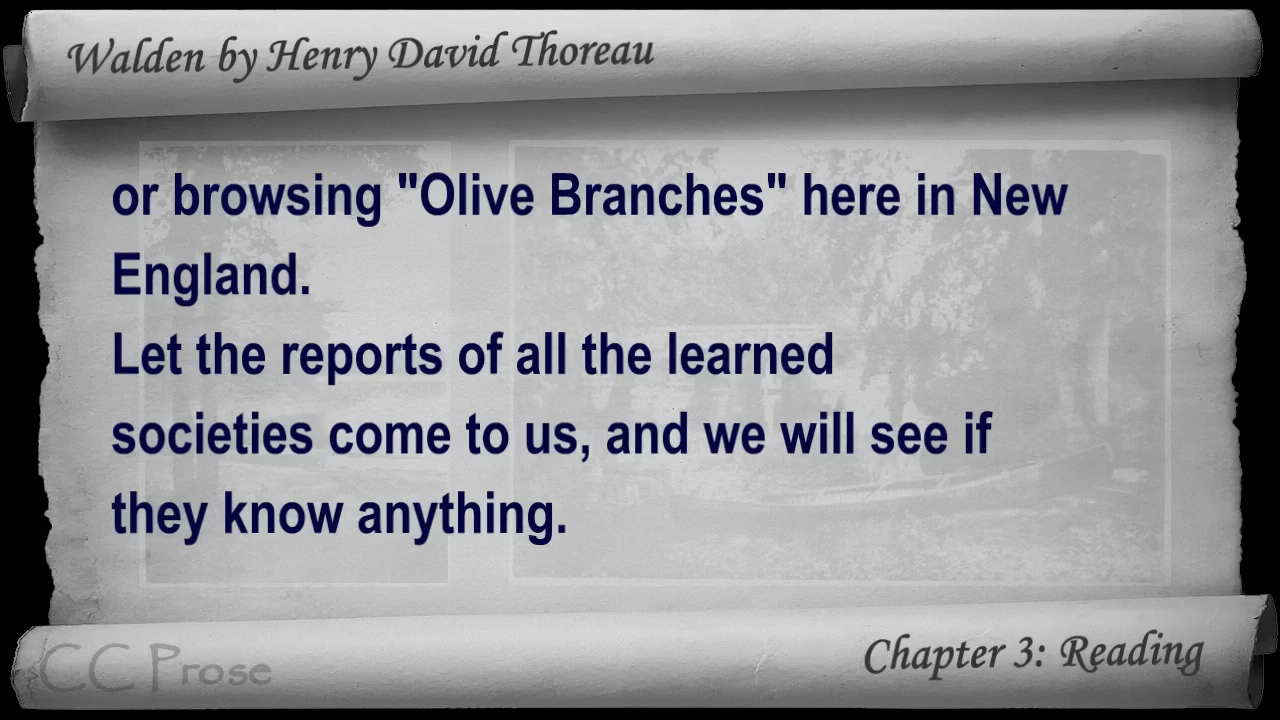 Walden by Henry David Thoreau
or browsing "Olive Branches" here in New
England.
Let the reports of all the learned
societies come to us, and we will see if
they know anything.
CC Prose
Chapter 3: Reading